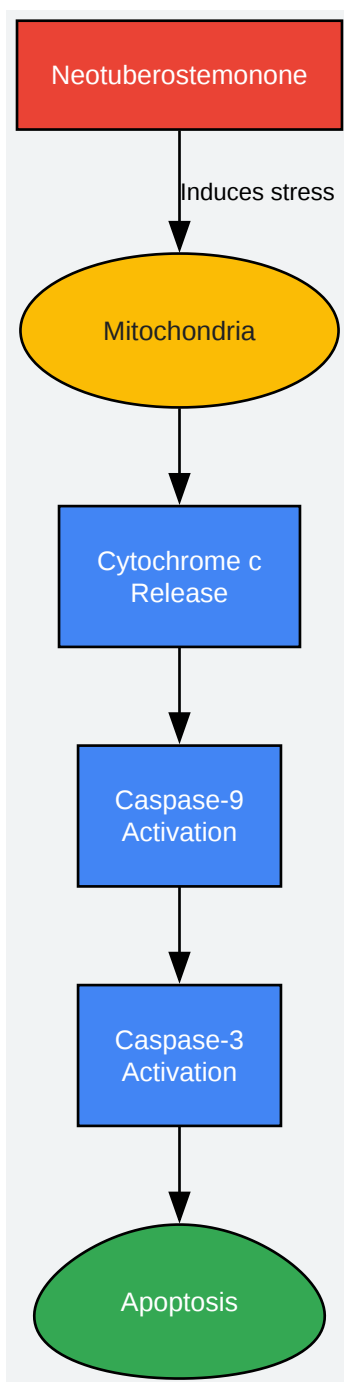 Neotuberostemonone
Induces stress
Mitochondria
Cytochrome c
Release
Caspase-9
Activation
Caspase-3
Activation
Apoptosis